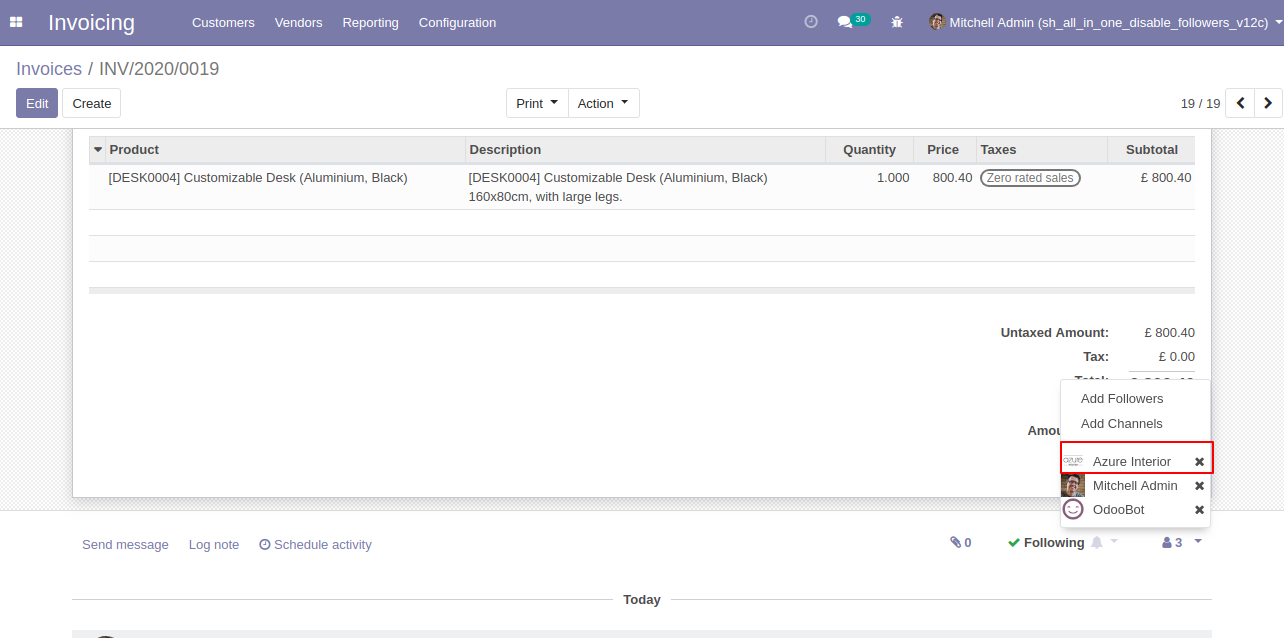 Invoicing Customers Vendors Reporting Configuration 30 Mitchell Admin (sh_all_in_one_disable_followers_v12c)
Invoices / INV/2020/0019
Edit Create Print Action 19 / 19
Product Description Quantity Price Taxes Subtotal
[DESK0004] Customizable Desk (Aluminium, Black) [DESK0004] Customizable Desk (Aluminium, Black) 1.000 800.40 Zero rated sales £ 800.40
160x80cm, with large legs.
Untaxed Amount: £ 800.40
Tax: £ 0.00
Total:
Add Followers
Add Channels
Azure Interior
Mitchell Admin
OdooBot
Send message Log note Schedule activity 0 Following 3
Today